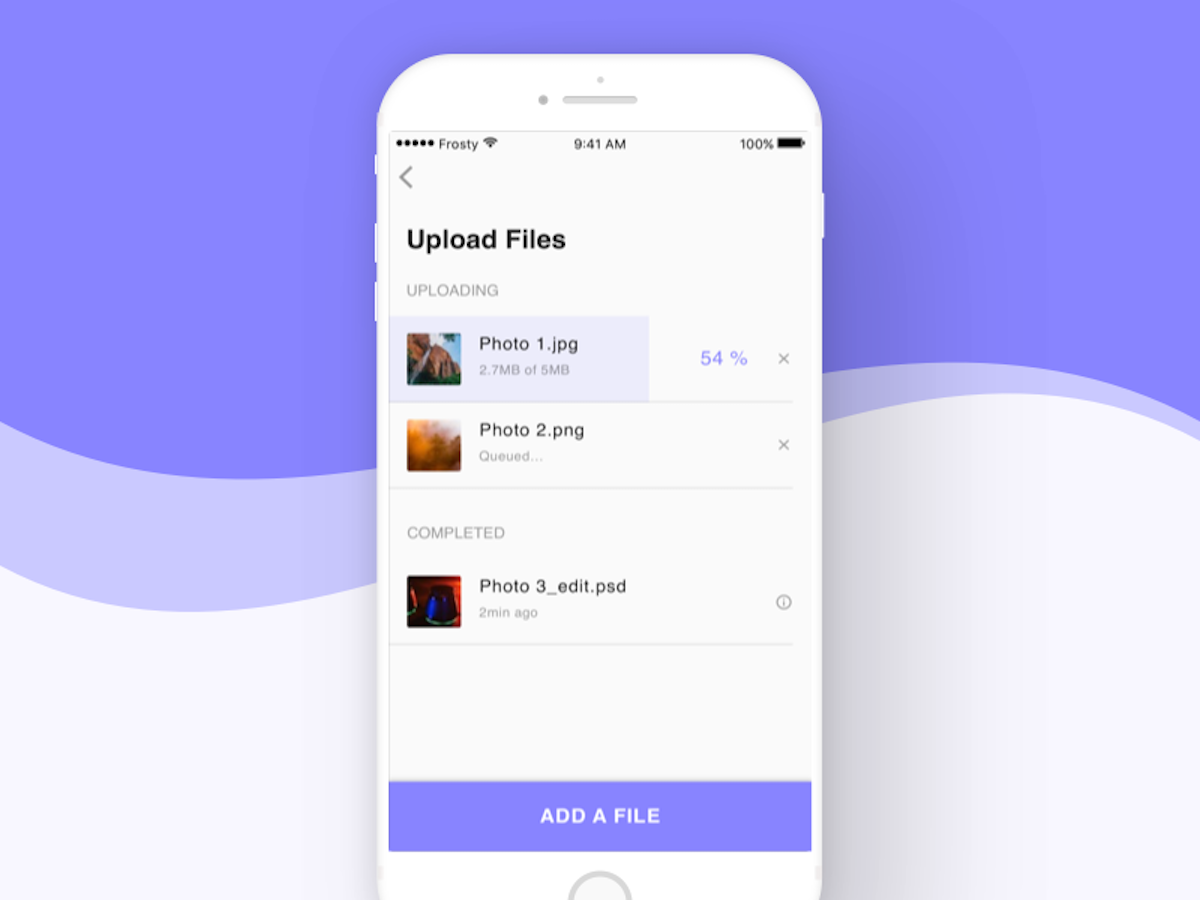 Frosty 9:41 AM 100%
Upload Files
UPLOADING
Photo 1.jpg
2.7MB of 5MB
54 %
Photo 2.png
Queued...
COMPLETED
Photo 3_edit.psd
2min ago
ADD A FILE